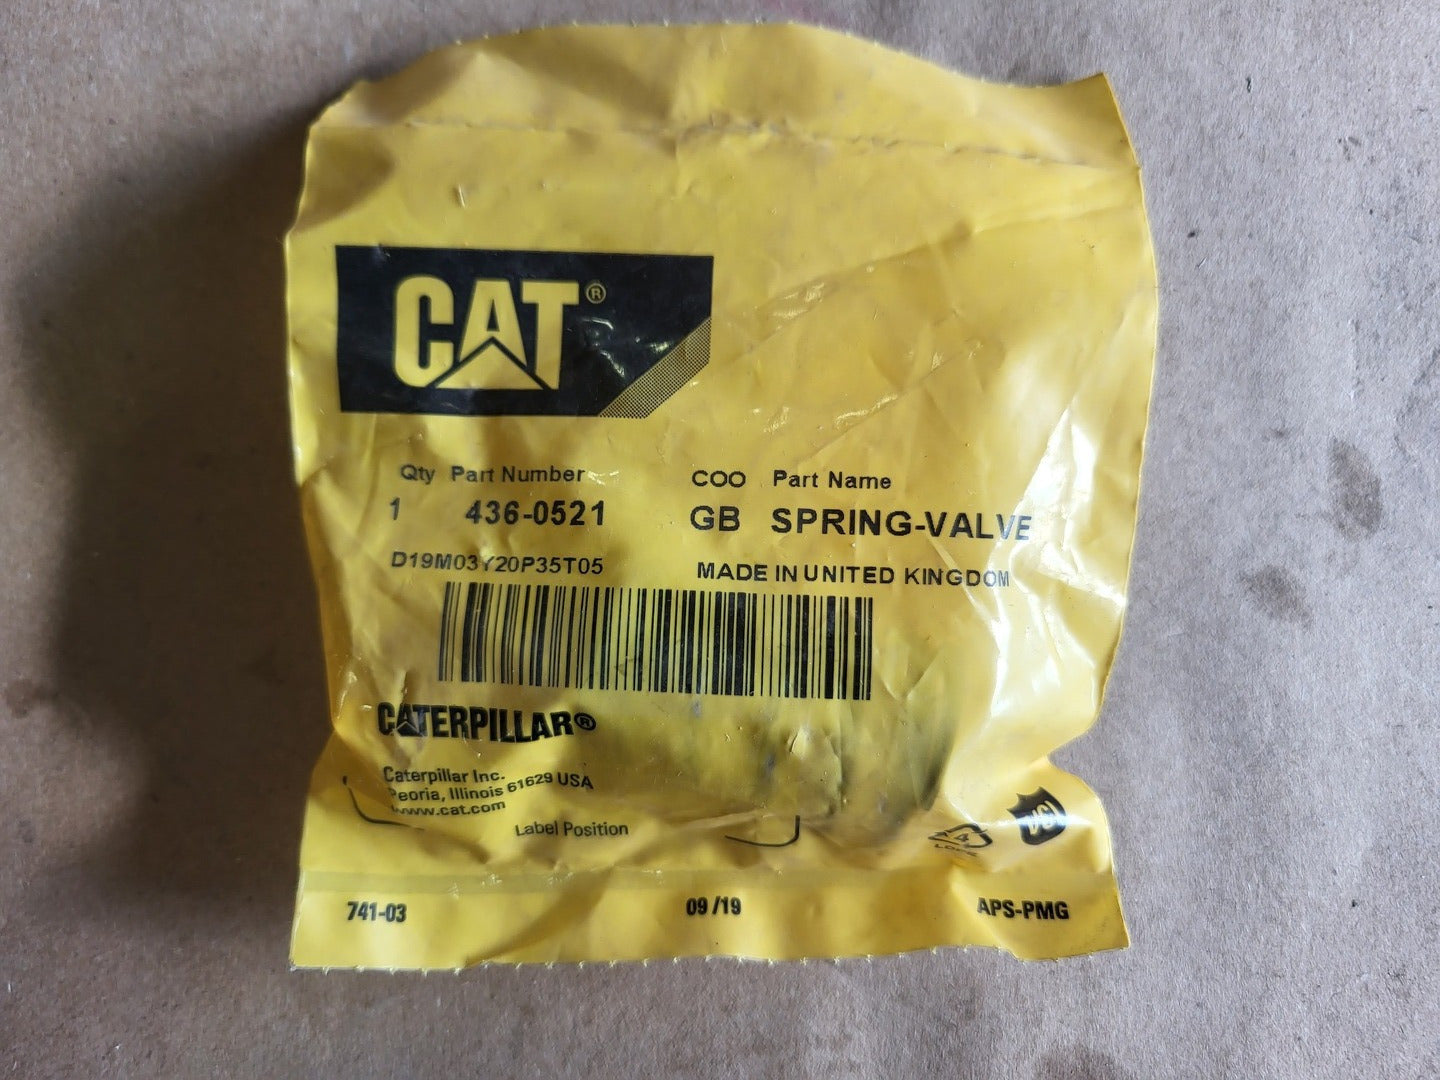 CAT®
Qty Part Number COO Part Name
1 436-0521 GB SPRING-VALVE
D19M03Y20P35T05 MADE IN UNITED KINGDOM
CATERPILLAR®
Caterpillar Inc.
Peoria, Illinois 61629 USA
www.cat.com
Label Position
4
741-03 09/19 APS-PMG